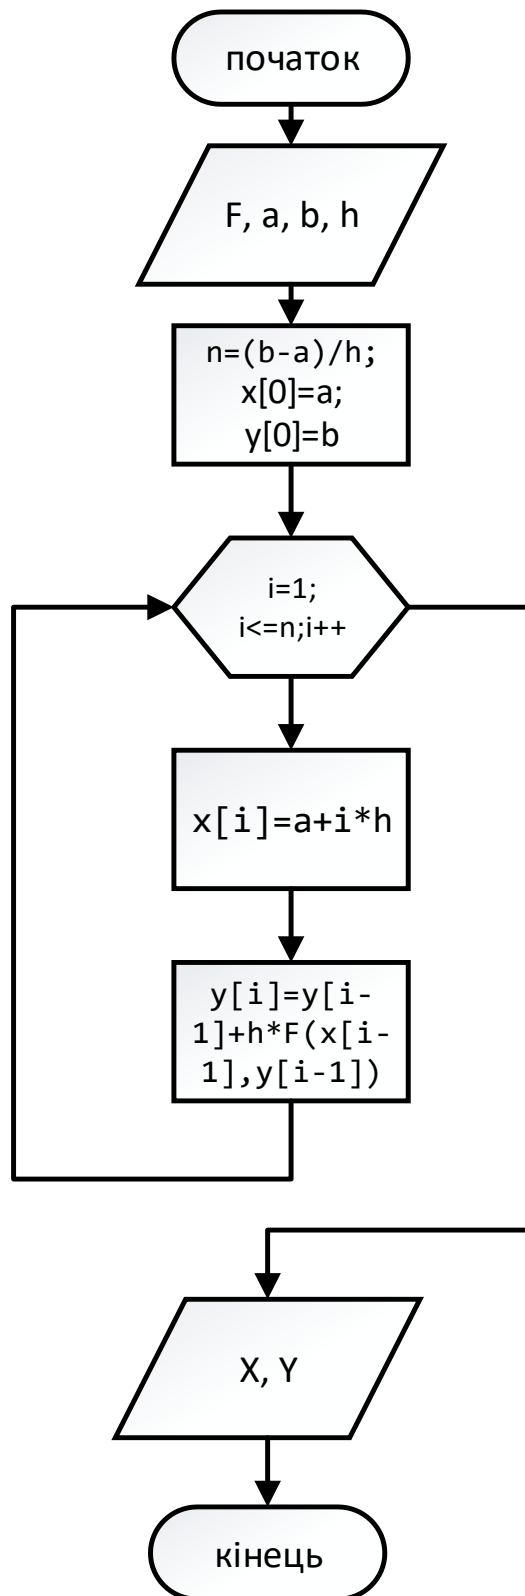 початок
F, a, b, h
n=(b-a)/h;
x[0]=a;
y[0]=b
i=1;
i<=n;i++
x[i]=a+i*h
y[i]=y[i-
1]+h*F(x[i-
1],y[i-1])
X, Y
кінець